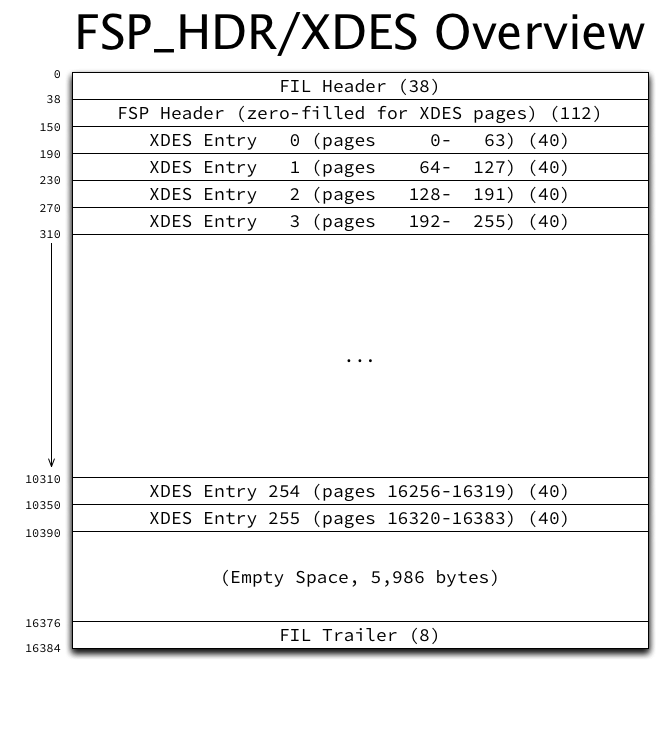 FSP_HDR/XDES Overview
0
FIL Header (38)
38
FSP Header (zero-filled for XDES pages) (112)
150
XDES Entry 0 (pages 0- 63) (40)
190
XDES Entry 1 (pages 64- 127) (40)
230
XDES Entry 2 (pages 128- 191) (40)
270
XDES Entry 3 (pages 192- 255) (40)
310
...
10310
XDES Entry 254 (pages 16256-16319) (40)
10350
XDES Entry 255 (pages 16320-16383) (40)
10390
(Empty Space, 5,986 bytes)
16376
FIL Trailer (8)
16384